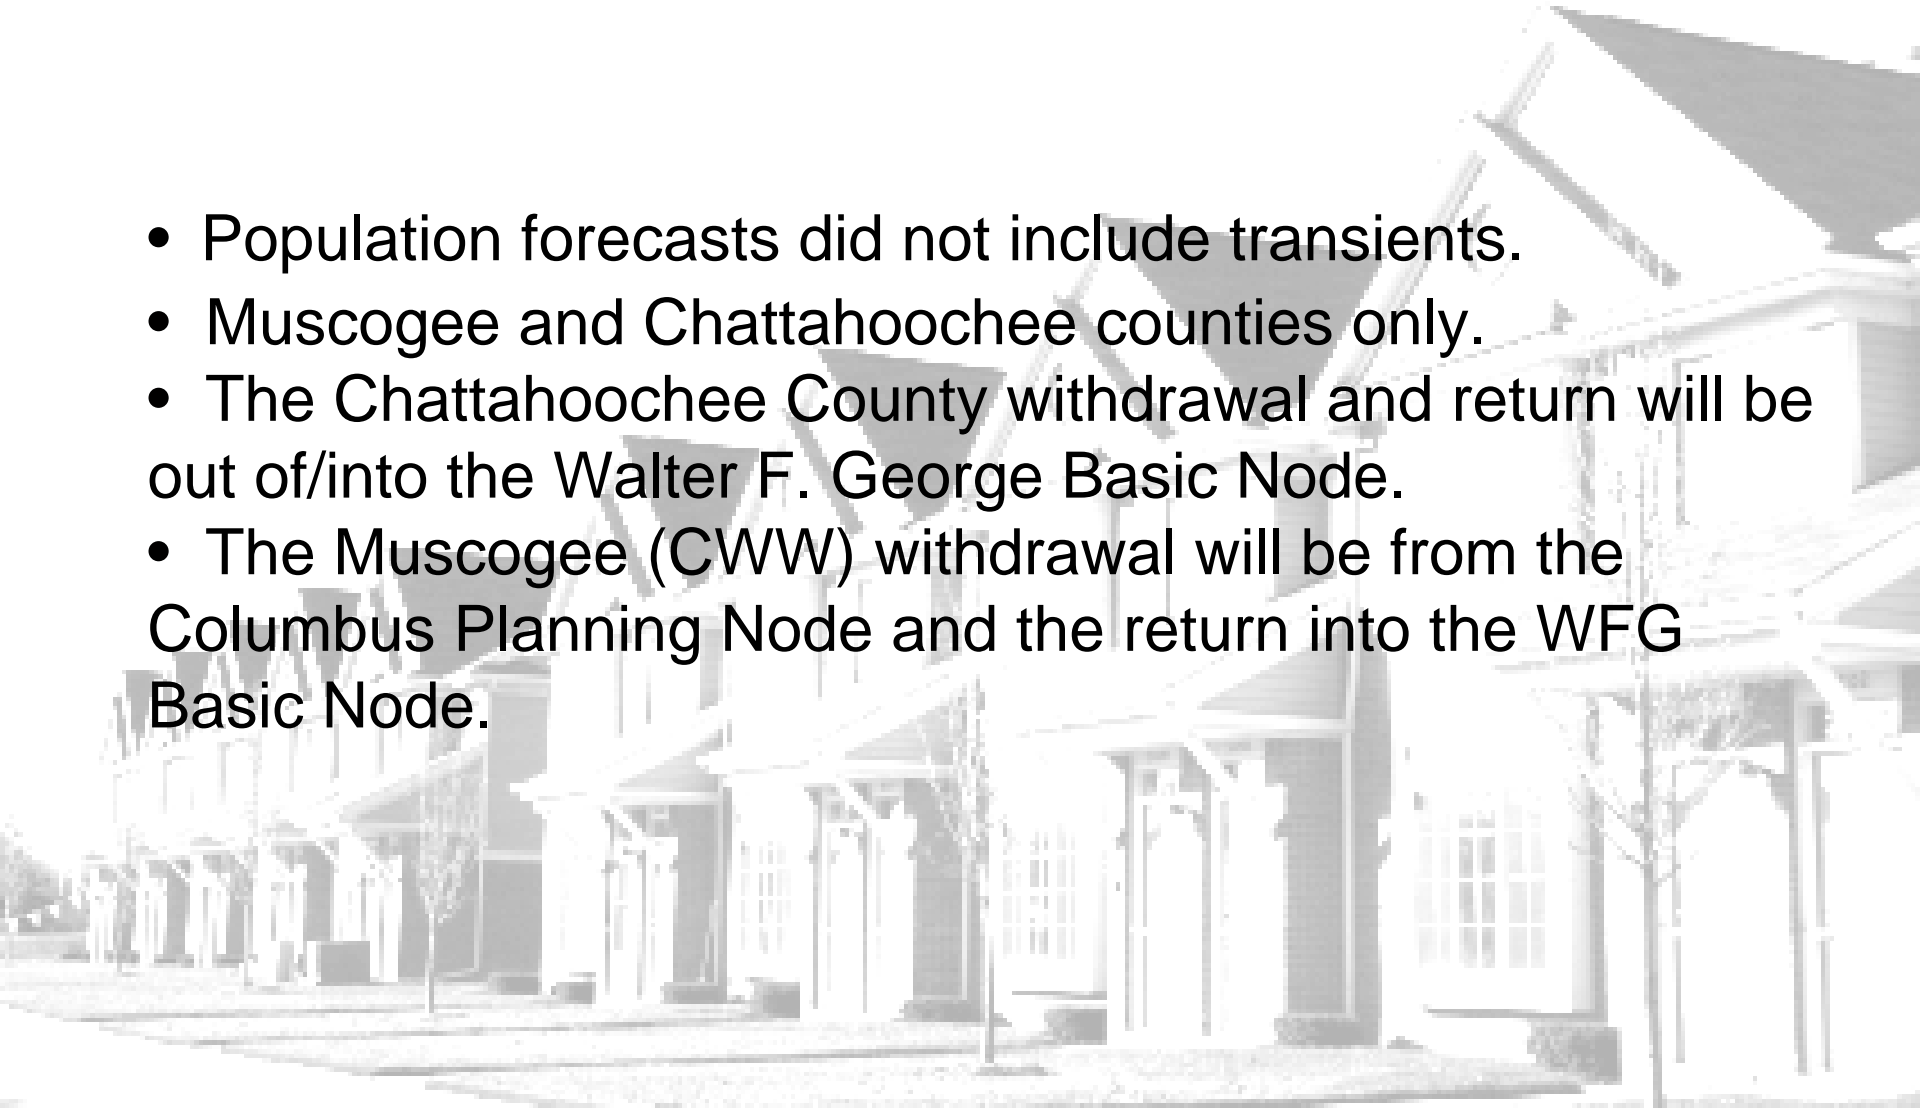 • Population forecasts did not include transients.
• Muscogee and Chattahoochee counties only.
• The Chattahoochee County withdrawal and return will be
out of/into the Walter F. George Basic Node.
• The Muscogee (CWW) withdrawal will be from the
Columbus Planning Node and the return into the WFG
Basic Node.